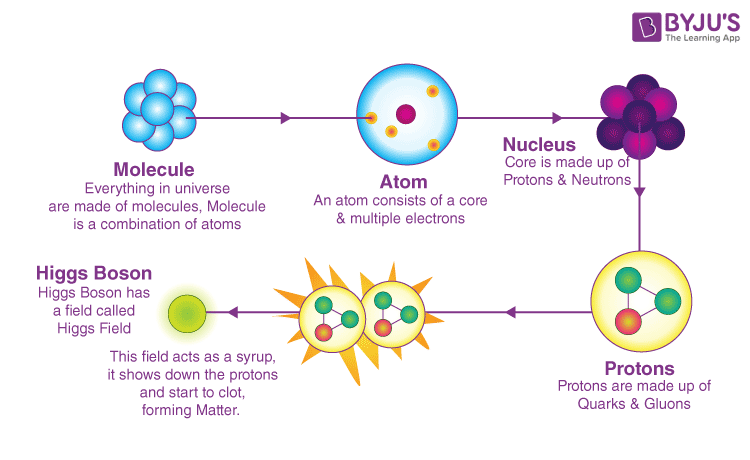 BYJU'S
The Learning App
Molecule
Everything in universe
are made of molecules, Molecule
is a combination of atoms
Atom
An atom consists of a core
& multiple electrons
Nucleus
Core is made up of
Protons & Neutrons
Higgs Boson
Higgs Boson has
a field called
Higgs Field
This field acts as a syrup,
it shows down the protons
and start to clot,
forming Matter.
Protons
Protons are made up of
Quarks & Gluons